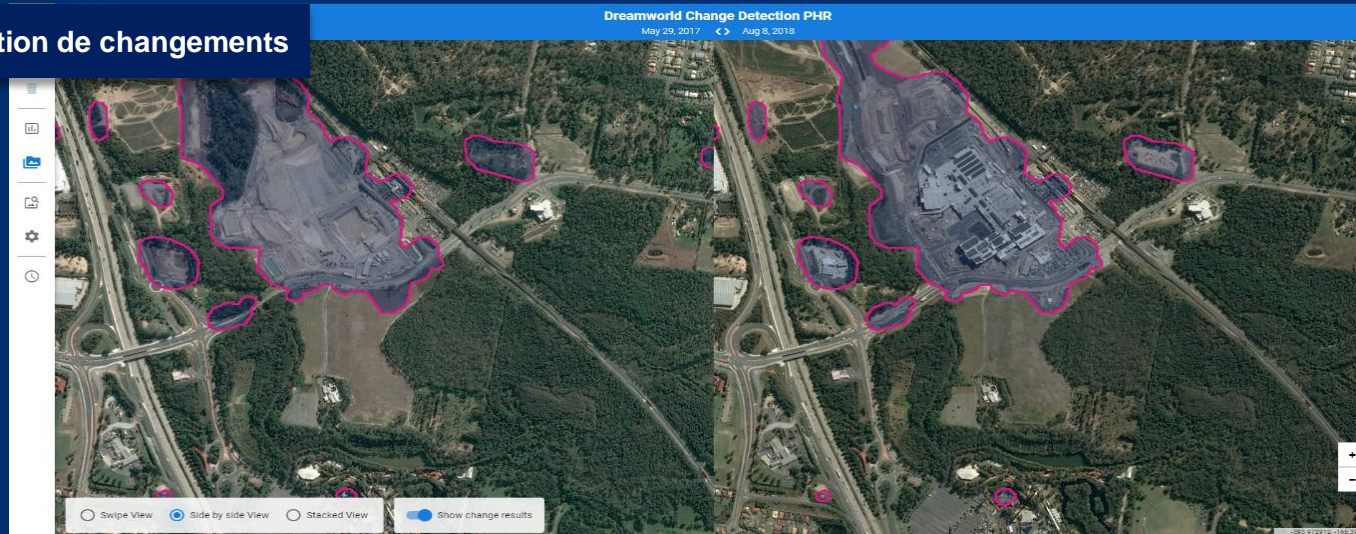 tion de changements
Dreamworld Change Detection PHR
May 29, 2017 <> Aug 8, 2018
Swipe View Side by side View Stacked View Show change results
+
-